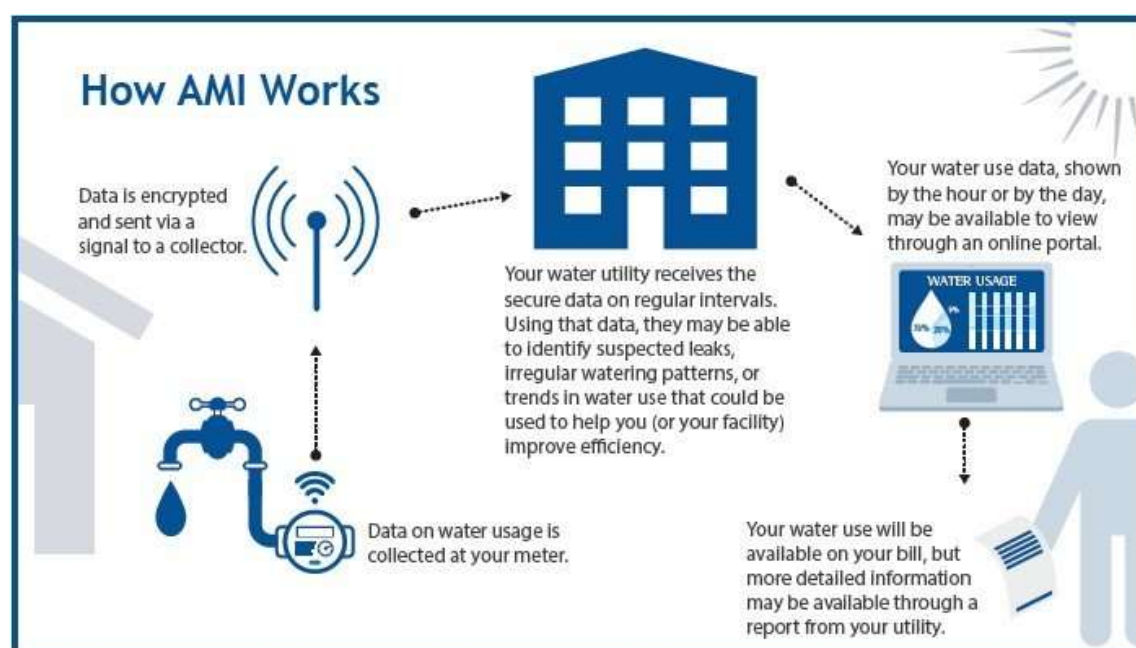 How AMI Works
Data is encrypted
and sent via a
signal to a collector.
Your water utility receives the
secure data on regular intervals.
Using that data, they may be able
to identify suspected leaks,
irregular watering patterns, or
trends in water use that could be
used to help you (or your facility)
improve efficiency.
Your water use data, shown
by the hour or by the day,
may be available to view
through an online portal.
WATER USAGE
20%
Data on water usage is
collected at your meter.
Your water use will be
available on your bill, but
more detailed information
may be available through a
report from your utility.